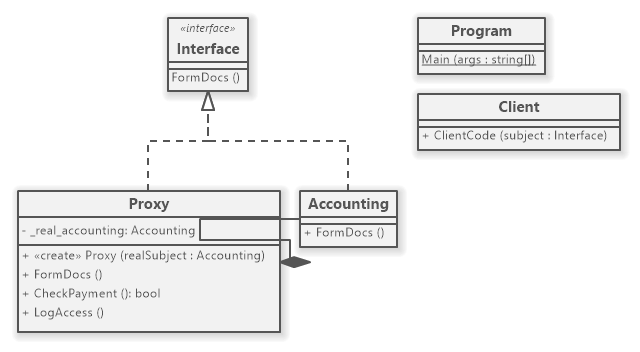 «interface»
Interface
FormDocs ()
Program
Main (args : string[])
Client
+ ClientCode (subject : Interface)
Proxy
- _real_accounting: Accounting
+ «create» Proxy (realSubject : Accounting)
+ FormDocs ()
+ CheckPayment (): bool
+ LogAccess ()
Accounting
+ FormDocs ()